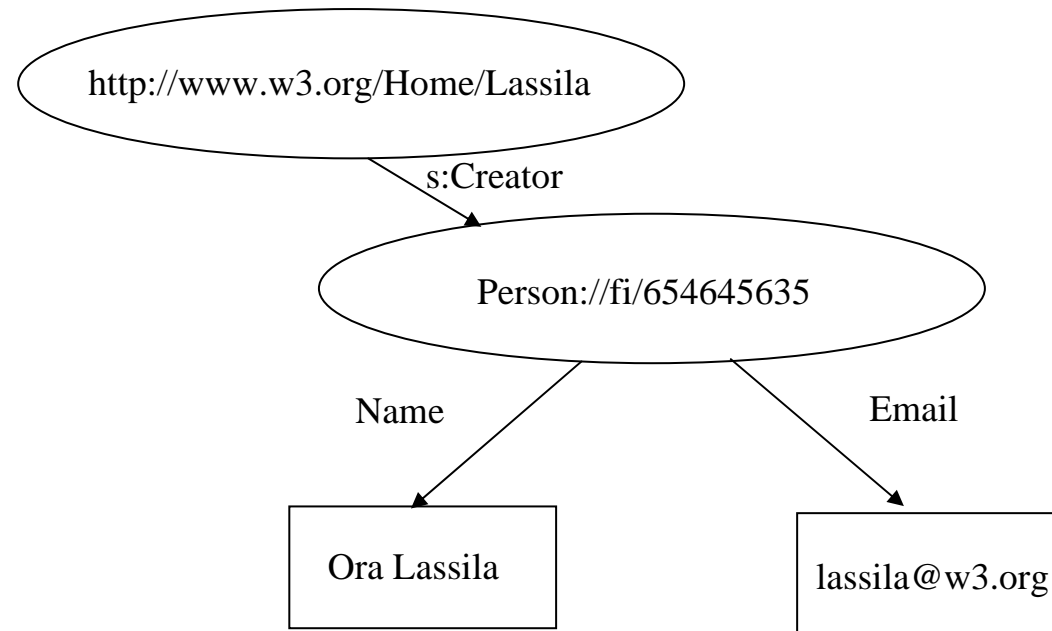 http://www.w3.org/Home/Lassila
s:Creator
Person://fi/654645635
Name
Email
Ora Lassila
lassila@w3.org